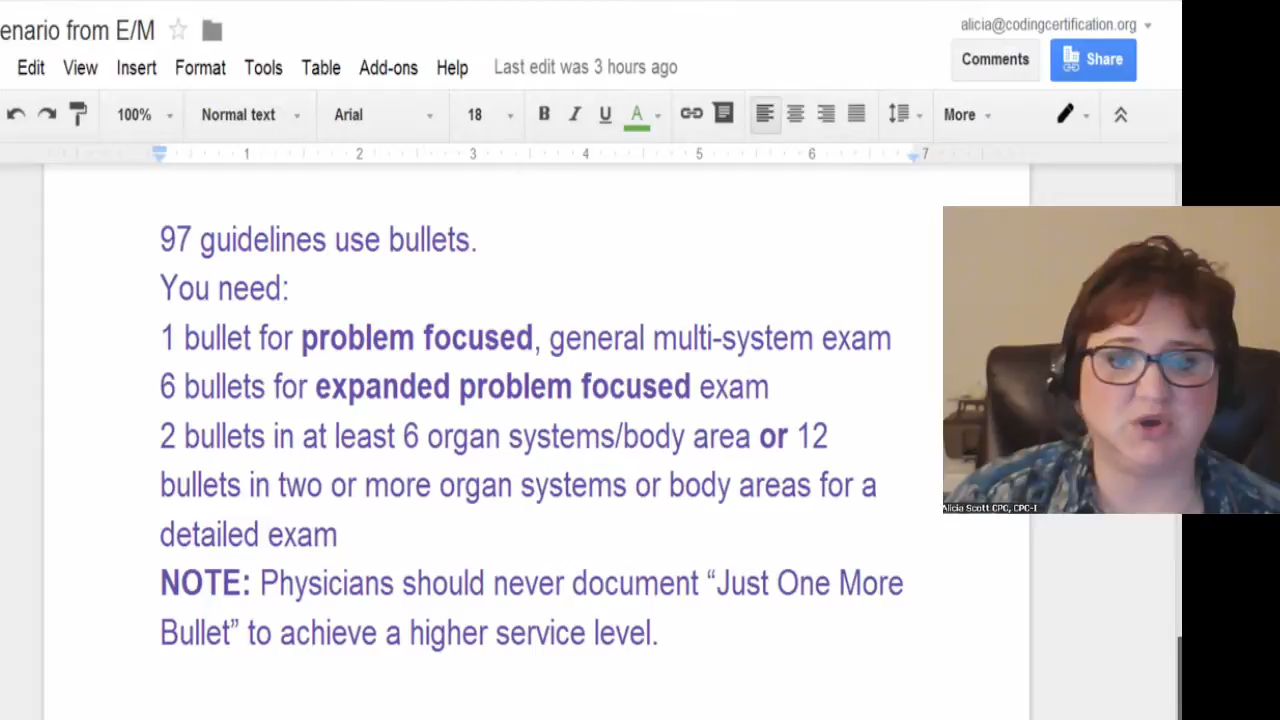 enario from E/M
alicia@codingcertification.org
Edit View Insert Format Tools Table Add-ons Help Last edit was 3 hours ago
Comments Share
100% Normal text Arial 18 B I U A More
1 2 3 4 5 6 7
97 guidelines use bullets.
You need:
1 bullet for problem focused, general multi-system exam
6 bullets for expanded problem focused exam
2 bullets in at least 6 organ systems/body area or 12
bullets in two or more organ systems or body areas for a
detailed exam
NOTE: Physicians should never document “Just One More
Bullet” to achieve a higher service level.
Alicia Scott CPC, CPC-I